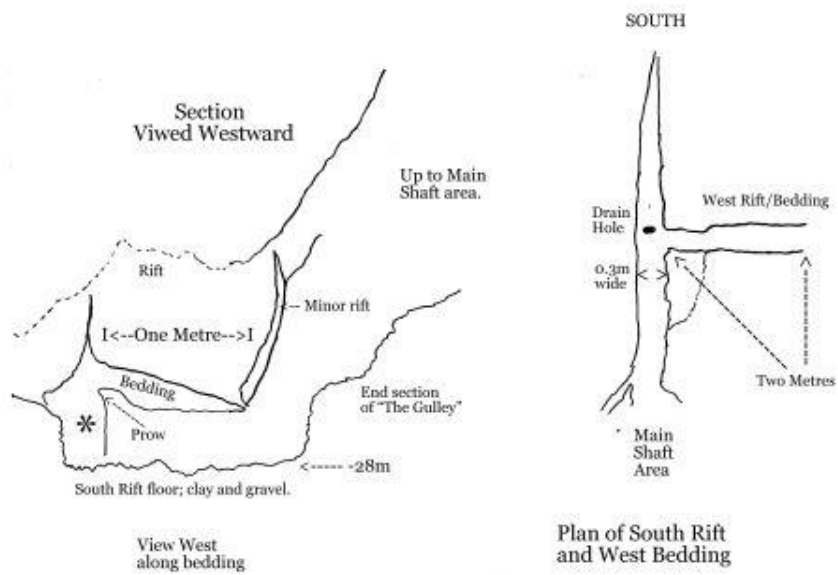 Section
Viwed Westward
Up to Main
Shaft area.
Rift
Minor rift
I<--One Metre-->I
Bedding
End section
of "The Gulley"
*
Prow
<----- -28m
South Rift floor; clay and gravel.
View West
along bedding
SOUTH
West Rift/Bedding
Drain
Hole
0.3m
wide
Two Metres
Main
Shaft
Area
Plan of South Rift
and West Bedding